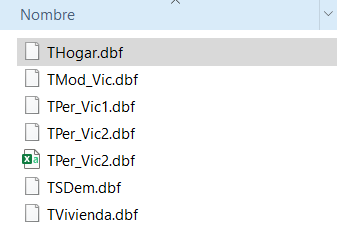 Nombre
THogar.dbf
TMod_Vic.dbf
TPer_Vic1.dbf
TPer_Vic2.dbf
TPer_Vic2.dbf
TSDem.dbf
TVivienda.dbf